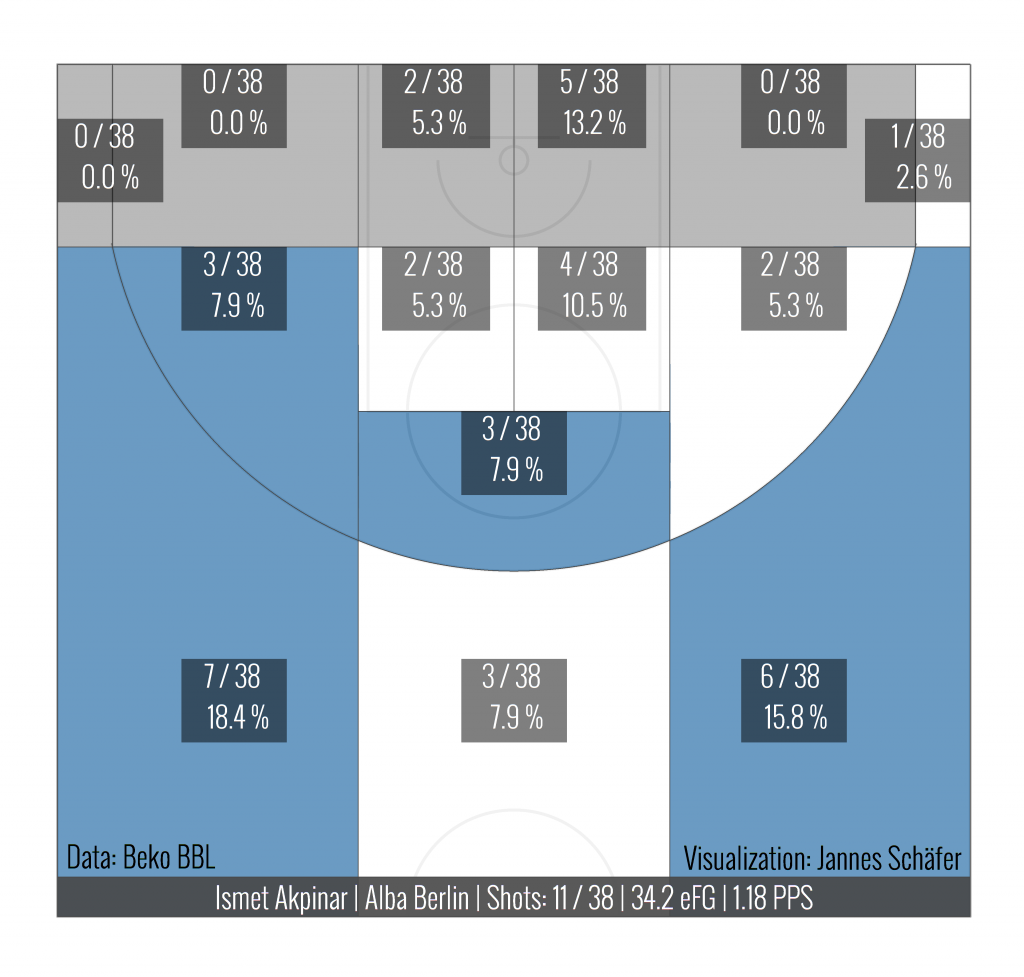 0 / 38
0.0 %
2 / 38
5.3 %
5 / 38
13.2 %
0 / 38
0.0 %
0 / 38
0.0 %
1 / 38
2.6 %
3 / 38
7.9 %
2 / 38
5.3 %
4 / 38
10.5 %
2 / 38
5.3 %
3 / 38
7.9 %
7 / 38
18.4 %
3 / 38
7.9 %
6 / 38
15.8 %
Data: Beko BBL
Visualization: Jannes Schäfer
Ismet Akpinar | Alba Berlin | Shots: 11 / 38 | 34.2 eFG | 1.18 PPS